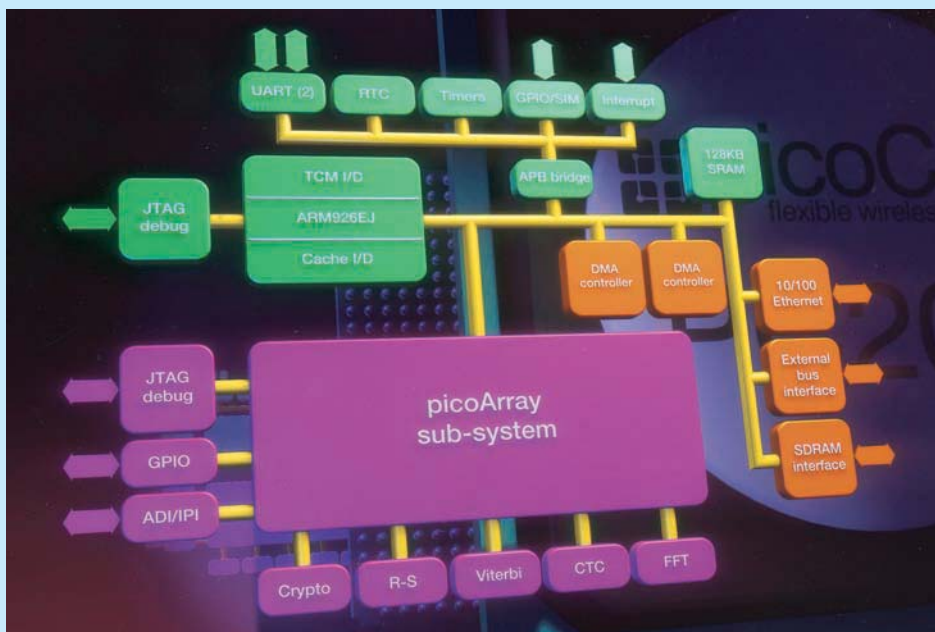 UART (2)
RTC
Timers
GPIO/SIM
Interrupt
128KB
SRAM
APB bridge
TCM I/D
ARM926EJ
Cache I/D
JTAG
debug
flexible
DMA
controller
DMA
controller
10/100
Ethernet
External
bus
interface
SDRAM
interface
JTAG
debug
GPIO
ADI/IPI
picoArray
sub-system
Crypto
R-S
Viterbi
CTC
FFT